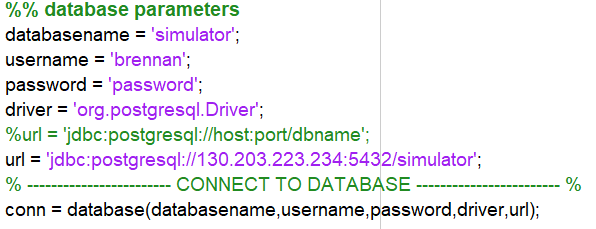 %% database parameters
databasename = 'simulator';
username = 'brennan';
password = 'password';
driver = 'org.postgresql.Driver';
%url = 'jdbc:postgresql://host:port/dbname';
url = 'jdbc:postgresql://130.203.223.234:5432/simulator';
% ------------------------ CONNECT TO DATABASE ------------------------ %
conn = database(databasename,username,password,driver,url);